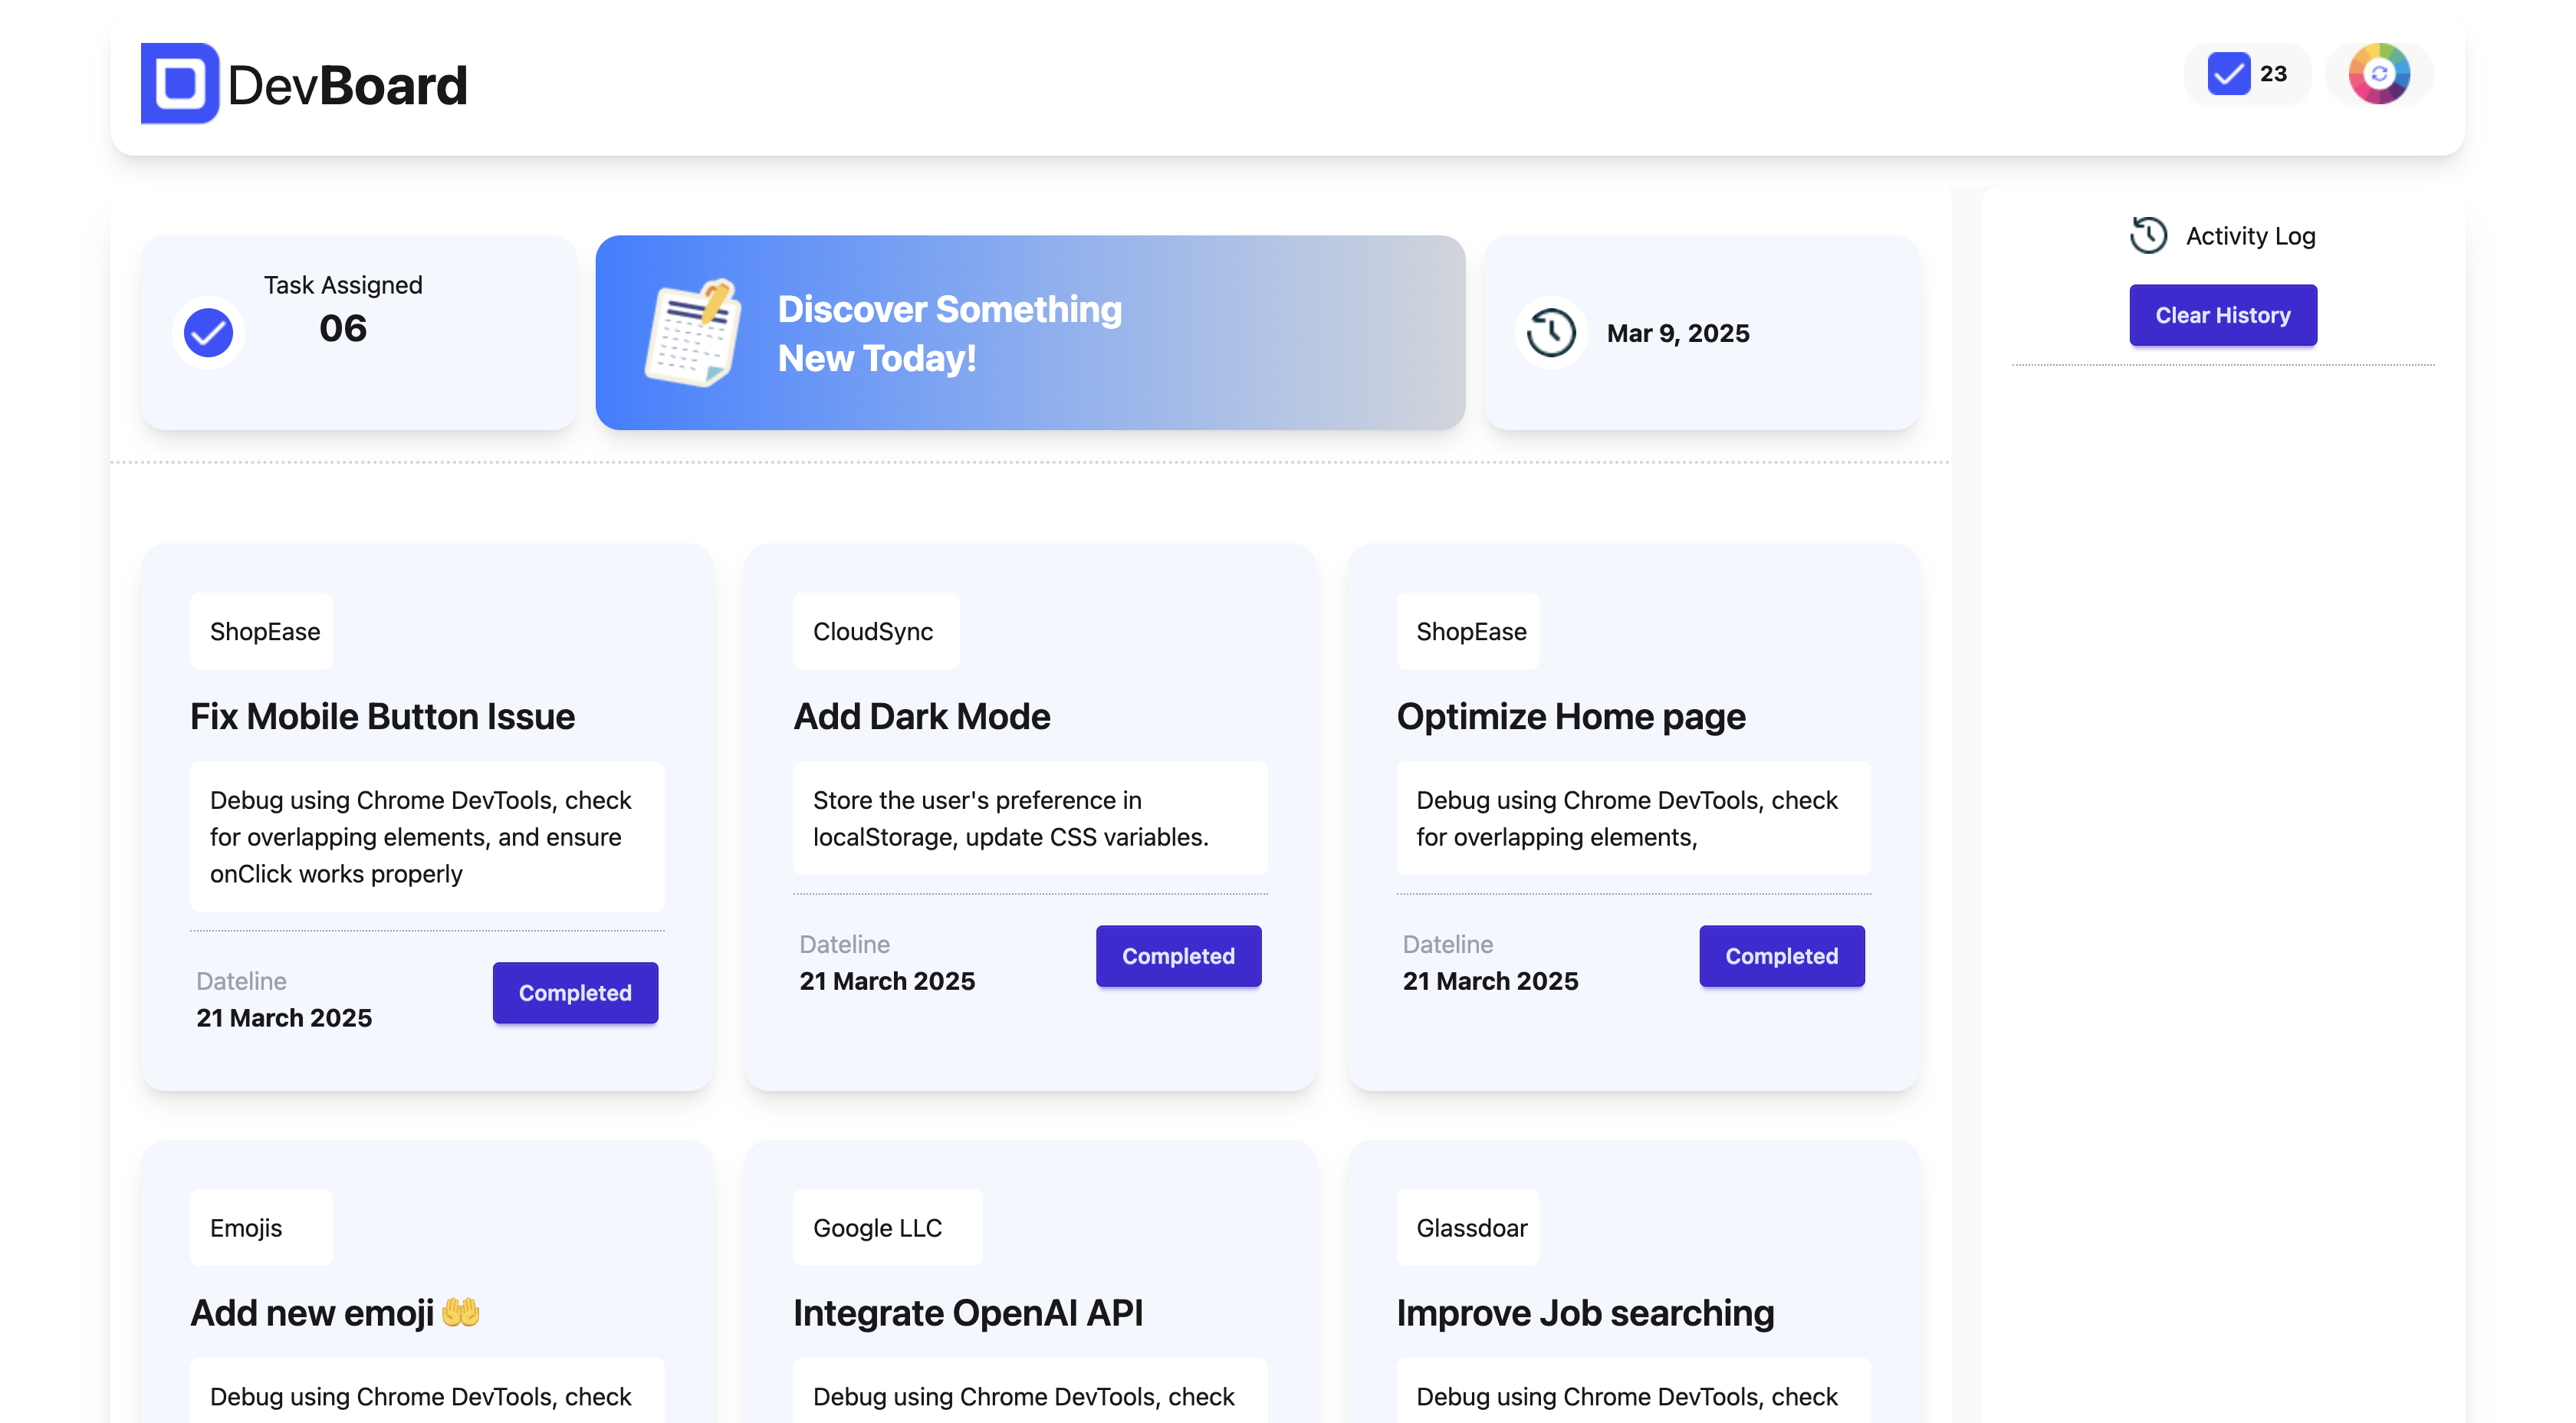 DevBoard
23
Task Assigned
06
Discover Something
New Today!
Mar 9, 2025
Activity Log
Clear History
ShopEase
Fix Mobile Button Issue
Debug using Chrome DevTools, check
for overlapping elements, and ensure
onClick works properly
Dateline
21 March 2025
Completed
CloudSync
Add Dark Mode
Store the user's preference in
localStorage, update CSS variables.
Dateline
21 March 2025
Completed
ShopEase
Optimize Home page
Debug using Chrome DevTools, check
for overlapping elements,
Dateline
21 March 2025
Completed
Emojis
Add new emoji 🤲
Debug using Chrome DevTools, check
Google LLC
Integrate OpenAI API
Debug using Chrome DevTools, check
Glassdoar
Improve Job searching
Debug using Chrome DevTools, check